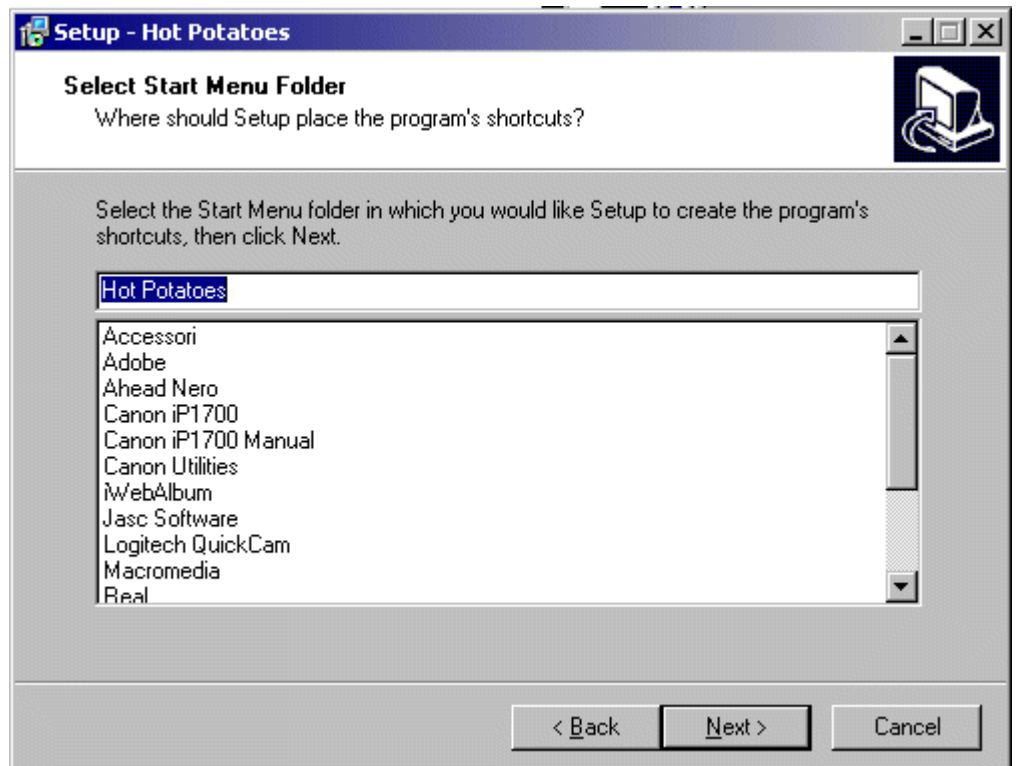 Setup - Hot Potatoes
Select Start Menu Folder
Where should Setup place the program's shortcuts?
Select the Start Menu folder in which you would like Setup to create the program's
shortcuts, then click Next.
Hot Potatoes
Accessori
Adobe
Ahead Nero
Canon iP1700
Canon iP1700 Manual
Canon Utilities
iWebAlbum
Jasc Software
Logitech QuickCam
Macromedia
Real
< Back
Next >
Cancel